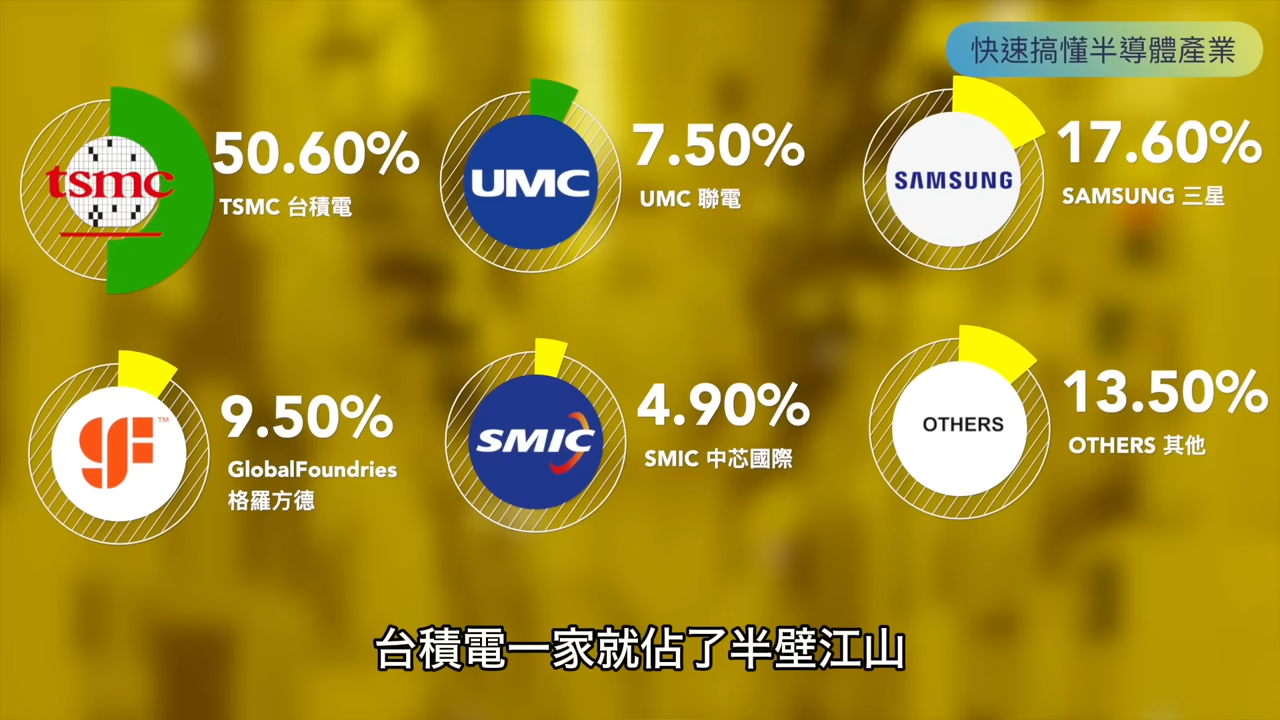 快速搞懂半導體產業
tsmc
50.60%
TSMC 台積電
UMC
7.50%
UMC 聯電
SAMSUNG
17.60%
SAMSUNG 三星
GF™
9.50%
GlobalFoundries
格羅方德
SMIC
4.90%
SMIC 中芯國際
OTHERS
13.50%
OTHERS 其他
台積電一家就佔了半壁江山